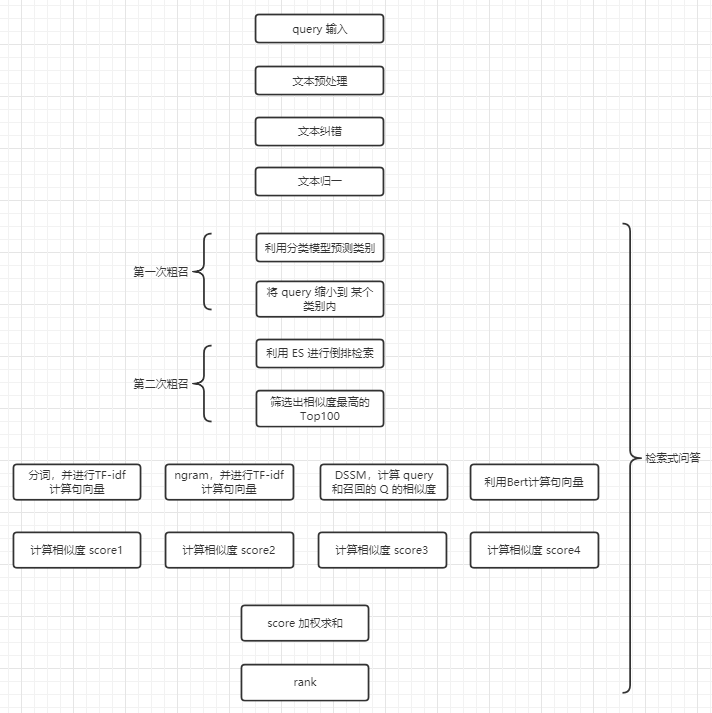 query 输入
文本预处理
文本纠错
文本归一
利用分类模型预测类别
第一次粗召
将 query 缩小到 某个
类别内
利用 ES 进行倒排检索
第二次粗召
筛选出相似度最高的
Top100
检索式问答
分词，并进行TF-idf
计算句向量
ngram，并进行TF-idf
计算句向量
DSSM，计算 query
和召回的 Q 的相似度
利用Bert计算句向量
计算相似度 score1
计算相似度 score2
计算相似度 score3
计算相似度 score4
score 加权求和
rank